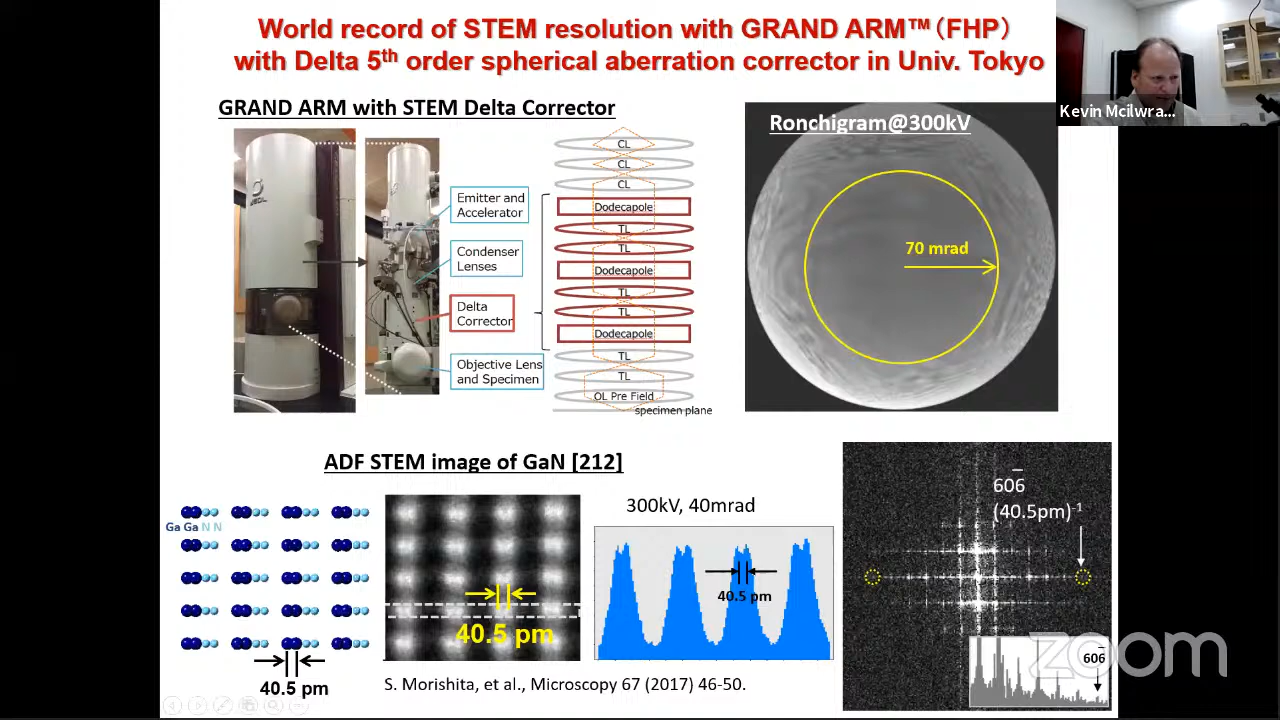 World record of STEM resolution with GRAND ARM™(FHP)
with Delta 5th order spherical aberration corrector in Univ. Tokyo
Kevin Mcilwra...
GRAND ARM with STEM Delta Corrector
Ronchigram@300kV
Emitter and
Accelerator
Condenser
Lenses
Delta
Corrector
Objective Lens
and Specimen
CL
CL
CL
Dodecapole
TL
TL
Dodecapole
TL
TL
Dodecapole
TL
TL
OL Pre Field
specimen plane
70 mrad
ADF STEM image of GaN [212]
Ga Ga N N
40.5 pm
40.5 pm
300kV, 40mrad
40.5 pm
606̅
(40.5pm)-1
606̅
zoom
S. Morishita, et al., Microscopy 67 (2017) 46-50.